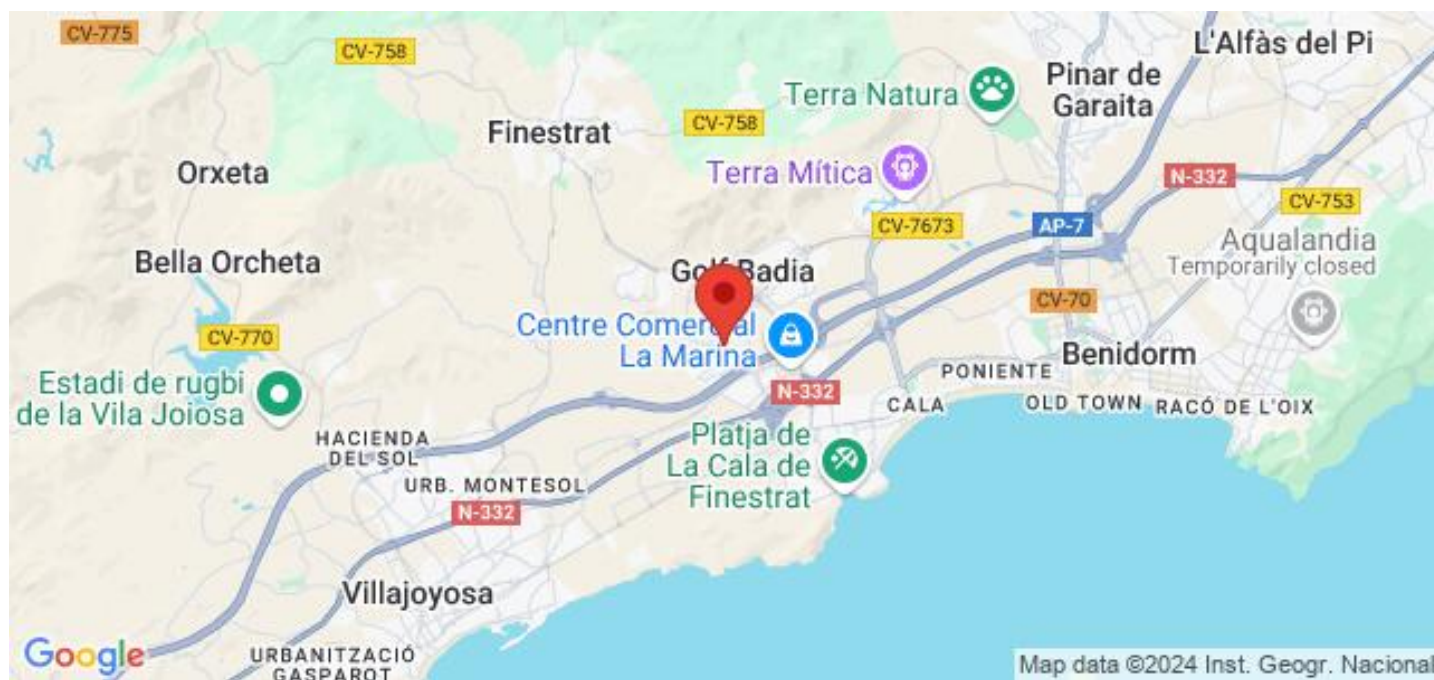 CV-775
CV-758
L'Alfàs del Pi
Pinar de
Garaita
Terra Natura
CV-758
Finestrat
Orxeta
Terra Mítica
N-332
CV-753
CV-7673
AP-7
Aqualandia
Temporarily closed
Bella Orcheta
Golf Badia
CV-70
Centre Comercial
La Marina
CV-770
Benidorm
PONIENTE
Estadi de rugbi
de la Vila Joiosa
N-332
CALA
OLD TOWN
RACÓ DE L'OIX
HACIENDA
DEL SOL
Platja de
La Cala de
Finestrat
URB. MONTESOL
N-332
Villajoyosa
URBANITZACIÓ
GASPAROT
Google
Map data ©2024 Inst. Geogr. Nacional